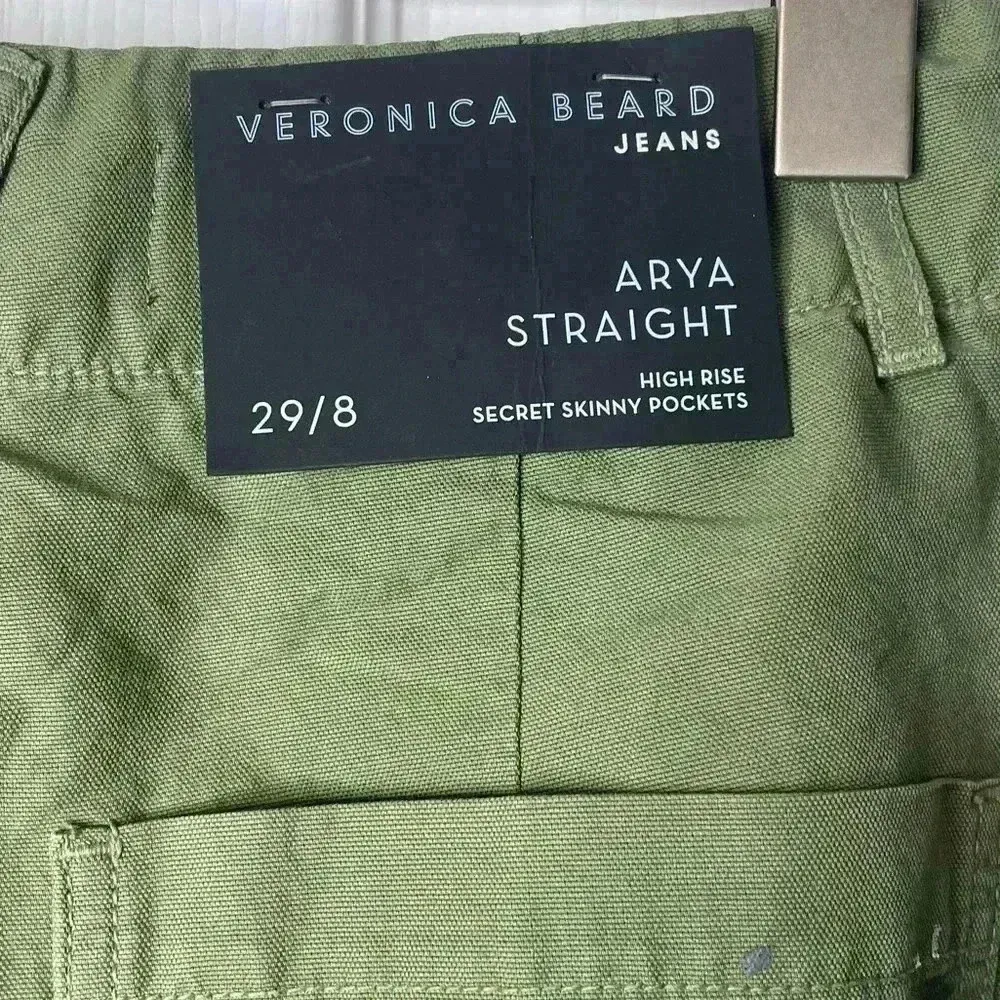 VERONICA BEARD
JEANS
ARYA
STRAIGHT
HIGH RISE
SECRET SKINNY POCKETS
29/8